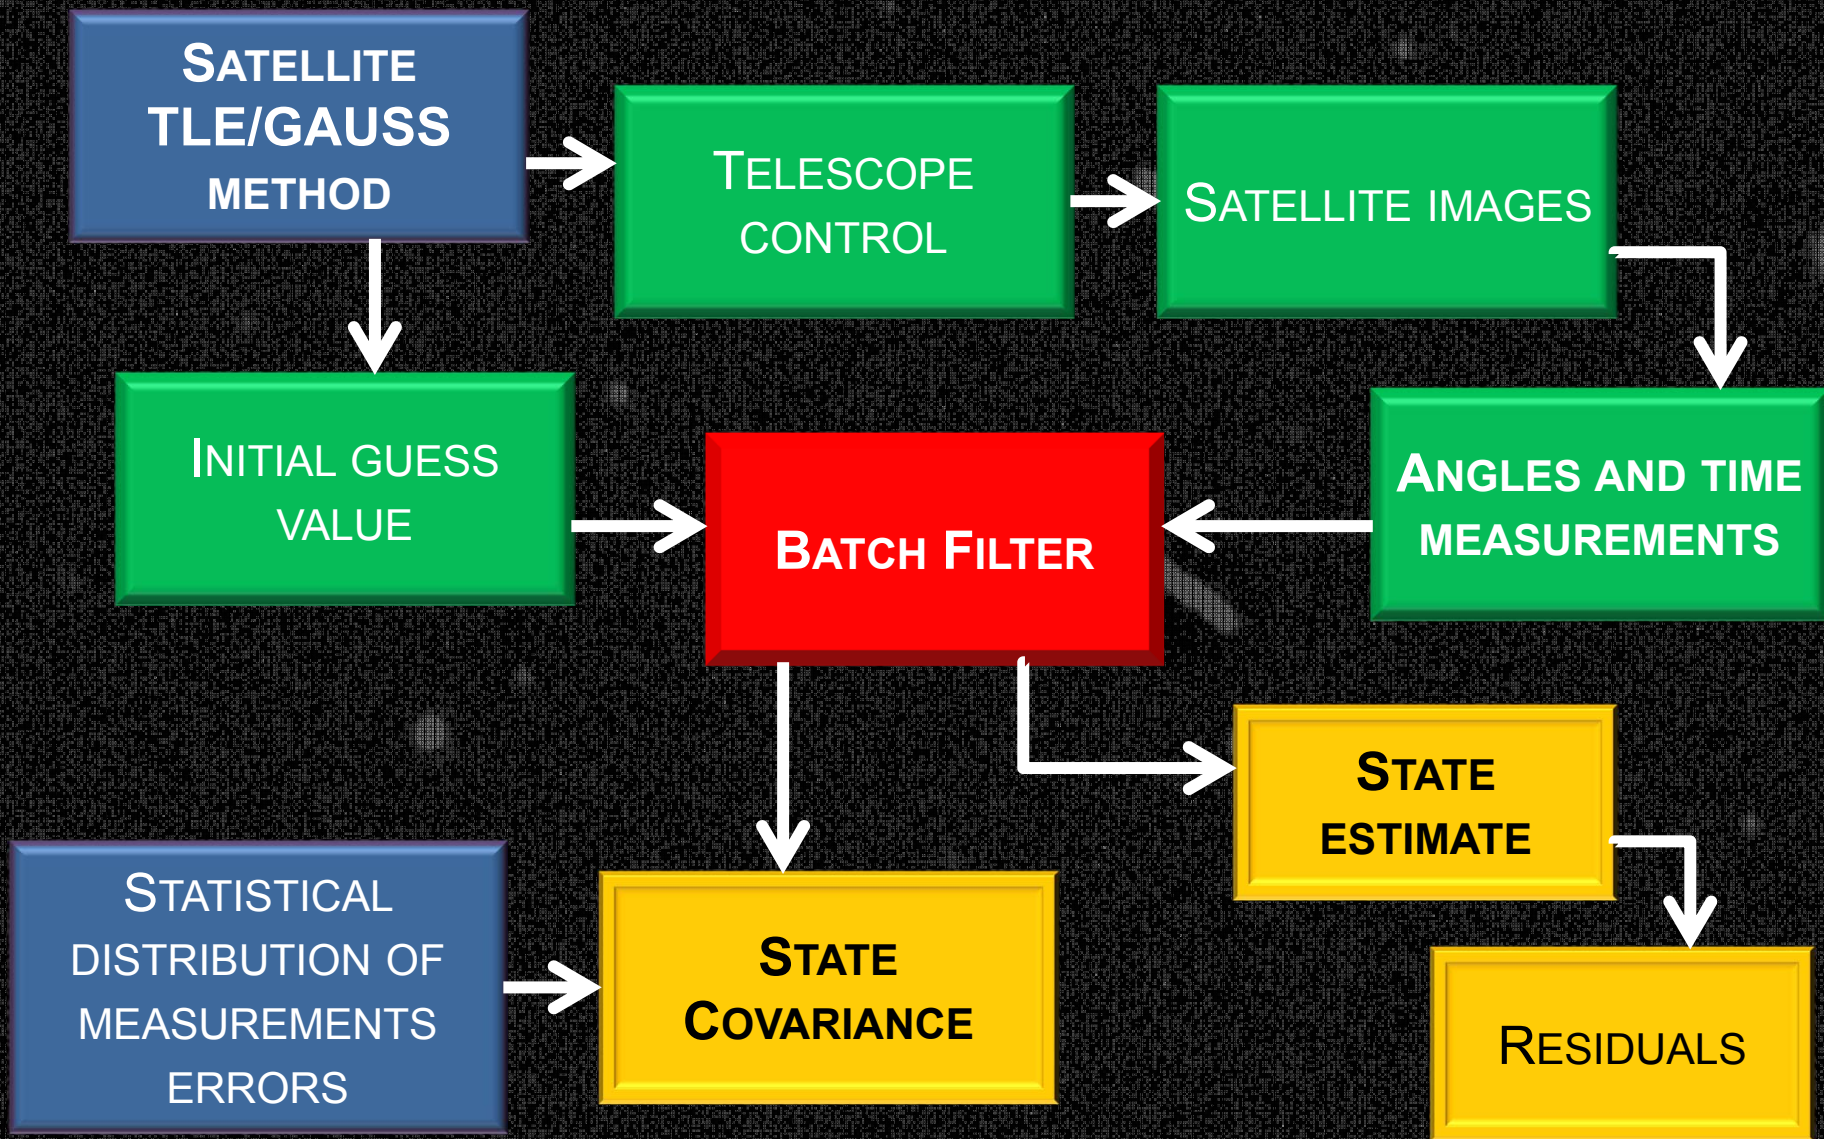 SATELLITE
TLE/GAUSS
METHOD
TELESCOPE
CONTROL
SATELLITE IMAGES
INITIAL GUESS
VALUE
BATCH FILTER
ANGLES AND TIME
MEASUREMENTS
STATE
ESTIMATE
STATISTICAL
DISTRIBUTION OF
MEASUREMENTS
ERRORS
STATE
COVARIANCE
RESIDUALS